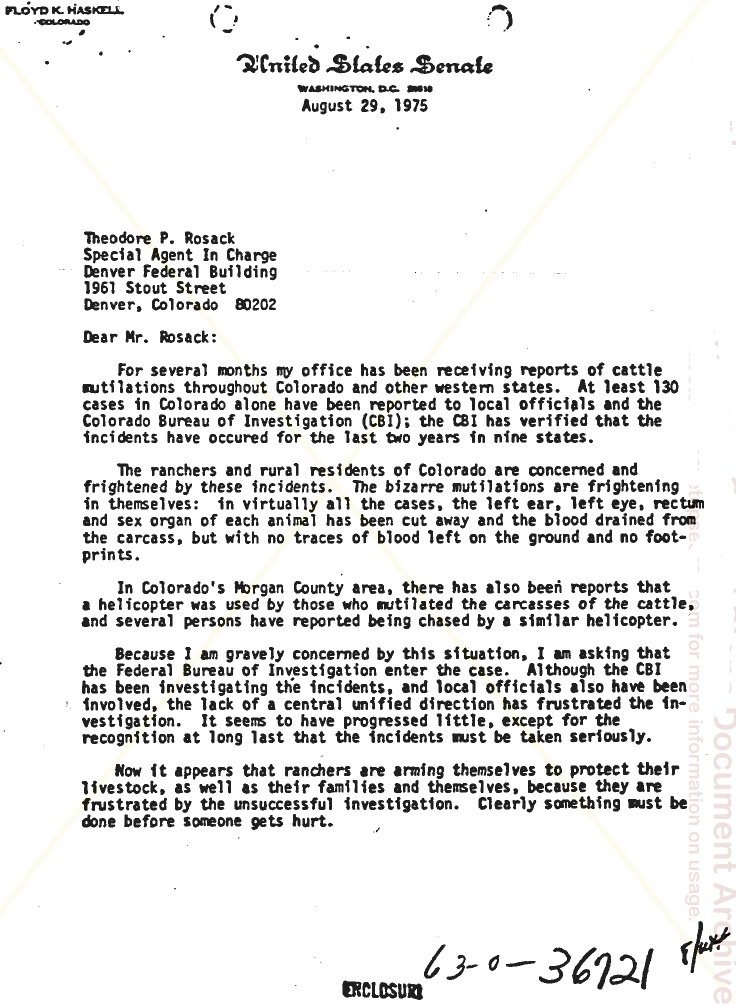 FLOYD K. HASKELL
COLORADO
United States Senate
WASHINGTON, D.C. 20510
August 29, 1975
Theodore P. Rosack
Special Agent In Charge
Denver Federal Building
1961 Stout Street
Denver, Colorado 80202
Dear Mr. Rosack:
For several months my office has been receiving reports of cattle
mutilations throughout Colorado and other western states. At least 130
cases in Colorado alone have been reported to local officials and the
Colorado Bureau of Investigation (CBI); the CBI has verified that the
incidents have occured for the last two years in nine states.
The ranchers and rural residents of Colorado are concerned and
frightened by these incidents. The bizarre mutilations are frightening
in themselves: in virtually all the cases, the left ear, left eye, rectum
and sex organ of each animal has been cut away and the blood drained from
the carcass, but with no traces of blood left on the ground and no foot-
prints.
In Colorado's Morgan County area, there has also been reports that
a helicopter was used by those who mutilated the carcasses of the cattle,
and several persons have reported being chased by a similar helicopter.
Because I am gravely concerned by this situation, I am asking that
the Federal Bureau of Investigation enter the case. Although the CBI
has been investigating the incidents, and local officials also have been
involved, the lack of a central unified direction has frustrated the in-
vestigation. It seems to have progressed little, except for the
recognition at long last that the incidents must be taken seriously.
Now it appears that ranchers are arming themselves to protect their
livestock, as well as their families and themselves, because they are
frustrated by the unsuccessful investigation. Clearly something must be
done before someone gets hurt.
63-0-36721
ENCLOSURE
for more information on usage.
Document Archive